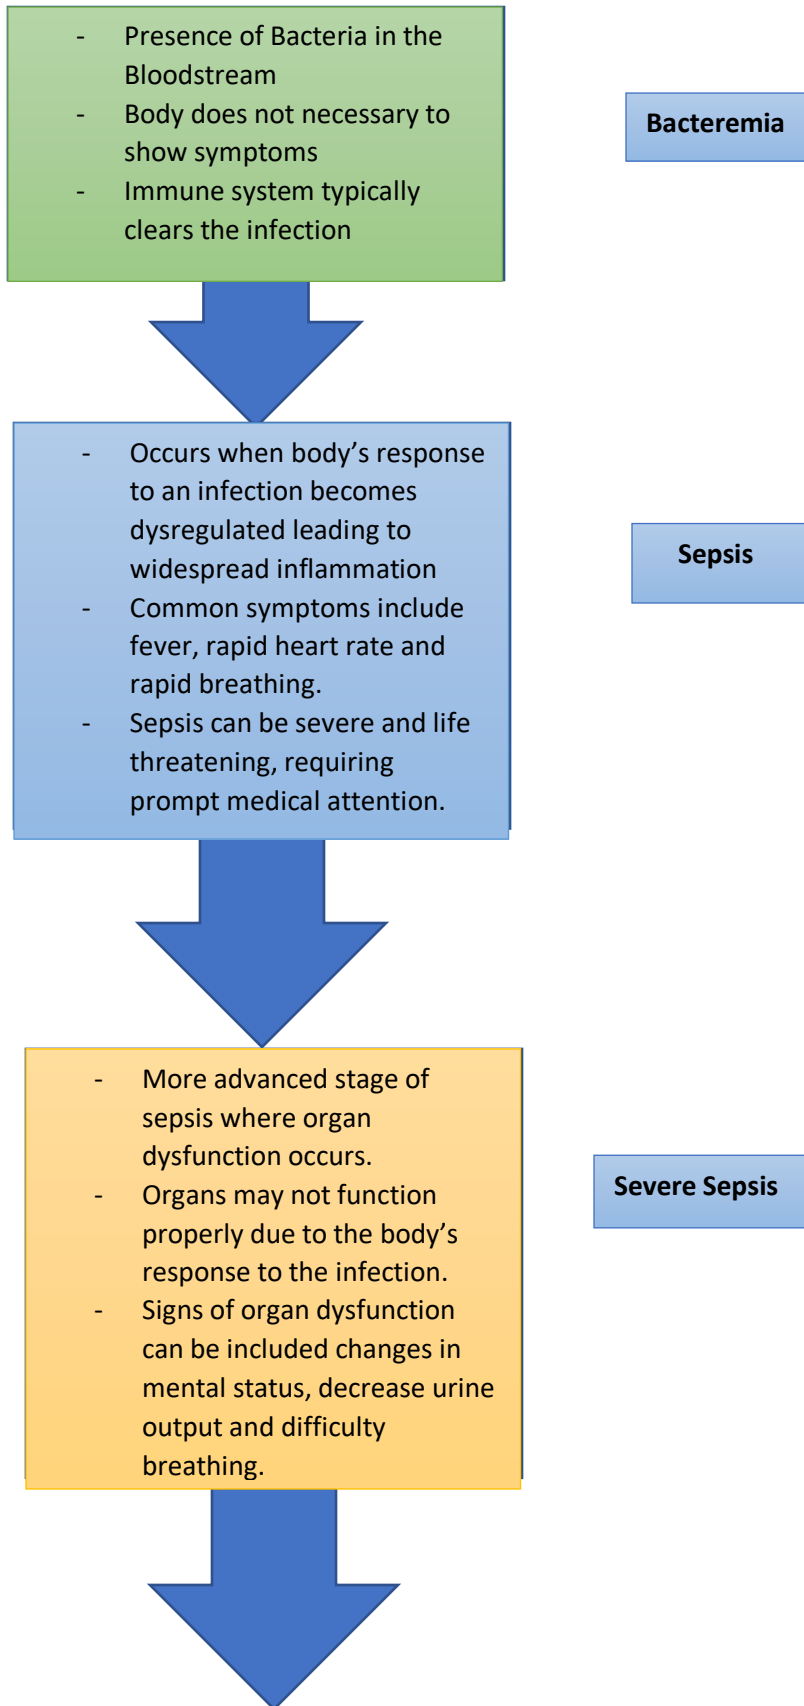 - Presence of Bacteria in the
Bloodstream
- Body does not necessary to
show symptoms
- Immune system typically
clears the infection
Bacteremia
- Occurs when body’s response
to an infection becomes
dysregulated leading to
widespread inflammation
- Common symptoms include
fever, rapid heart rate and
rapid breathing.
- Sepsis can be severe and life
threatening, requiring
prompt medical attention.
Sepsis
- More advanced stage of
sepsis where organ
dysfunction occurs.
- Organs may not function
properly due to the body’s
response to the infection.
- Signs of organ dysfunction
can be included changes in
mental status, decrease urine
output and difficulty
breathing.
Severe Sepsis